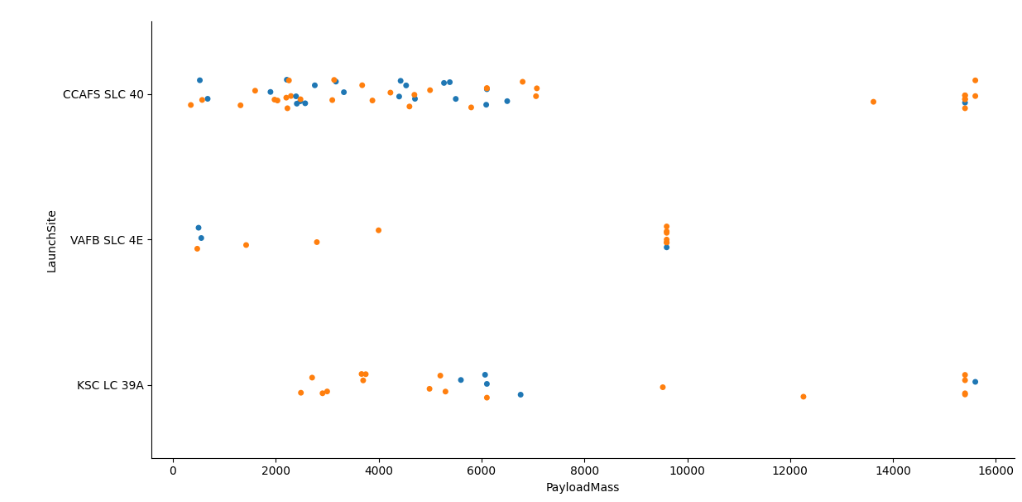 CCAFS SLC 40
VAFB SLC 4E
KSC LC 39A
LaunchSite
0 2000 4000 6000 8000 10000 12000 14000 16000
PayloadMass